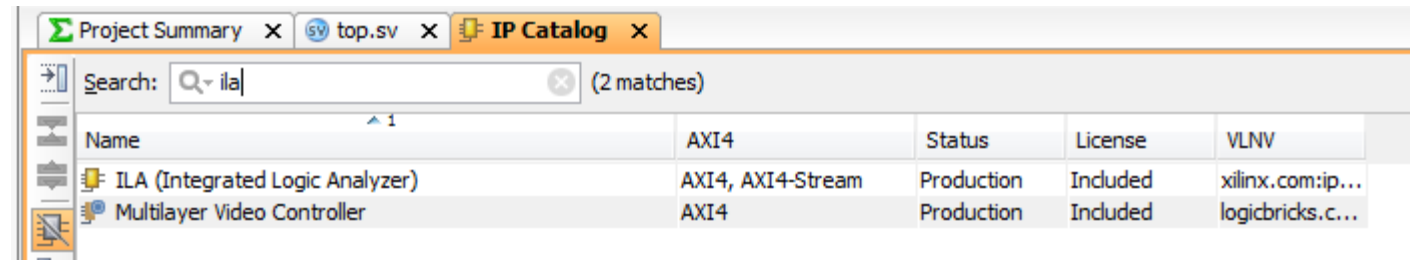 Project Summary top.sv IP Catalog
Search: ila (2 matches)
Name 1 AXI4 Status License VLNV
ILA (Integrated Logic Analyzer) AXI4, AXI4-Stream Production Included xilinx.com:ip...
Multilayer Video Controller AXI4 Production Included logicbricks.c...